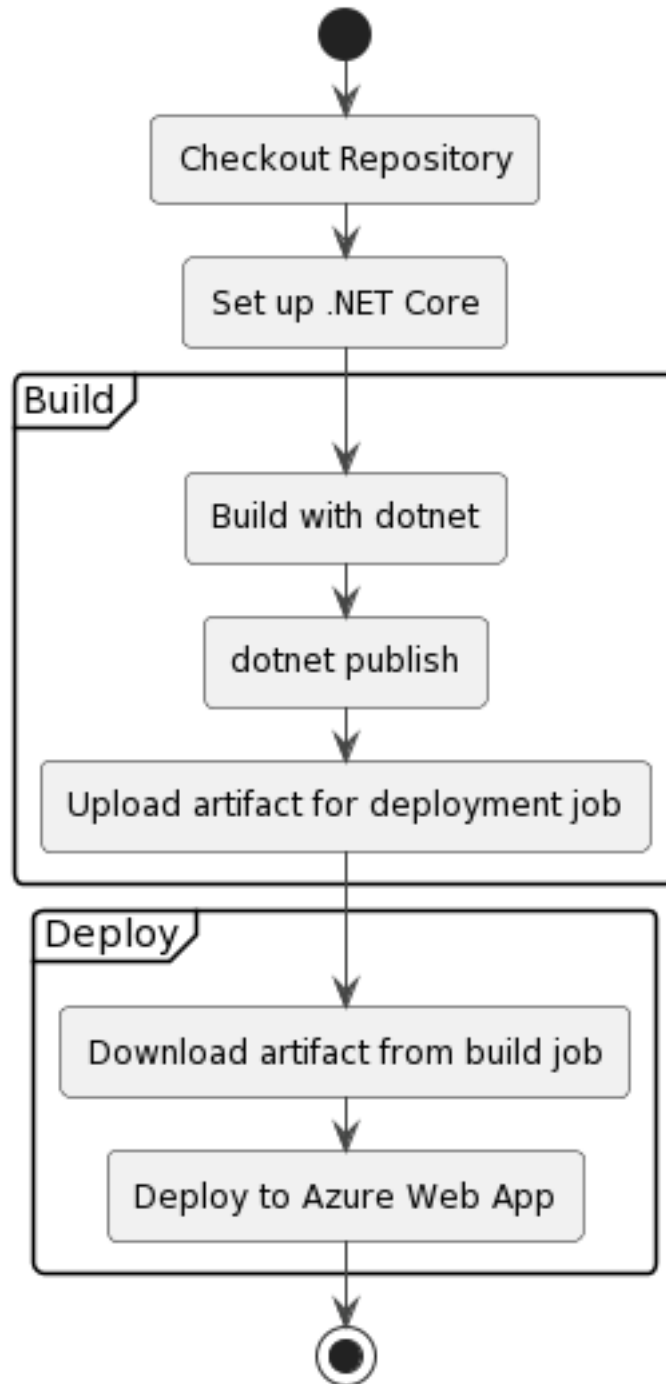 Checkout Repository
Set up .NET Core
Build
Build with dotnet
dotnet publish
Upload artifact for deployment job
Deploy
Download artifact from build job
Deploy to Azure Web App